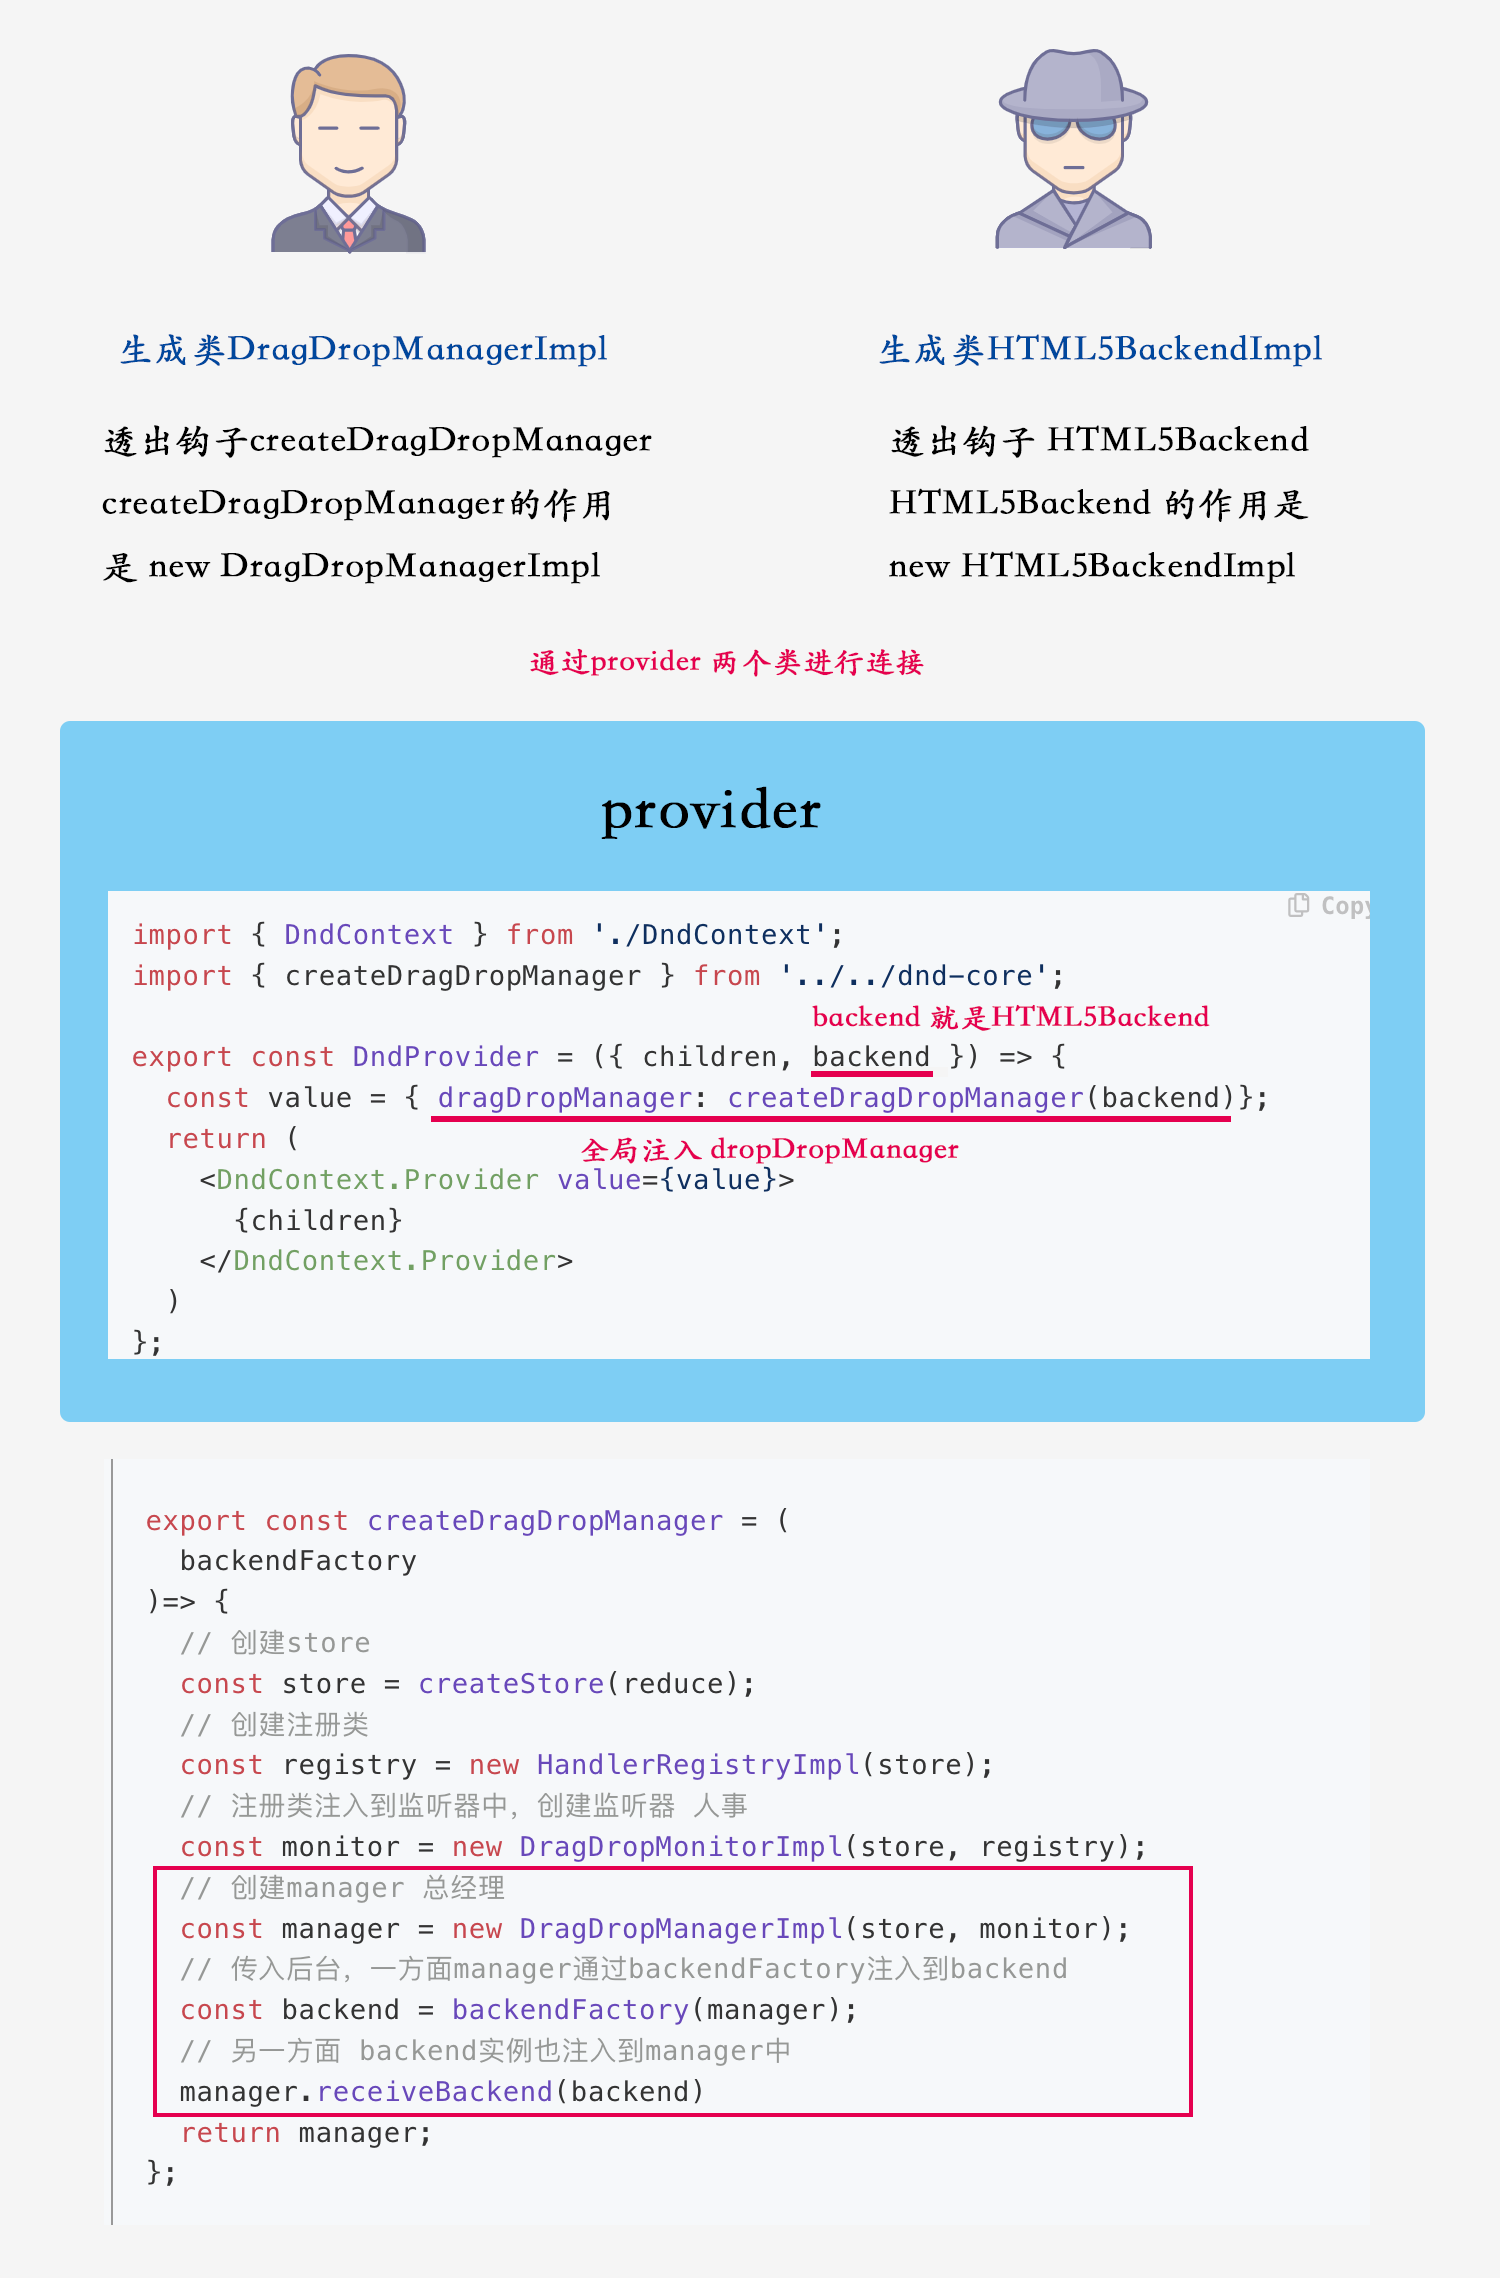 生成类DragDropManagerImpl
生成类HTML5BackendImpl
透出钩子createDragDropManager
createDragDropManager的作用
是 new DragDropManagerImpl
透出钩子 HTML5Backend
HTML5Backend 的作用是
new HTML5BackendImpl
通过provider 两个类进行连接
provider
Copy
import { DndContext } from './DndContext';
import { createDragDropManager } from '../../dnd-core';
backend 就是HTML5Backend
export const DndProvider = ({ children, backend }) => {
  const value = { dragDropManager: createDragDropManager(backend)};
  return (
全局注入 dropDropManager
    <DndContext.Provider value={value}>
      {children}
    </DndContext.Provider>
  )
};
export const createDragDropManager = (
  backendFactory
)=> {
  // 创建store
  const store = createStore(reduce);
  // 创建注册类
  const registry = new HandlerRegistryImpl(store);
  // 注册类注入到监听器中，创建监听器 人事
  const monitor = new DragDropMonitorImpl(store, registry);
  // 创建manager 总经理
  const manager = new DragDropManagerImpl(store, monitor);
  // 传入后台，一方面manager通过backendFactory注入到backend
  const backend = backendFactory(manager);
  // 另一方面 backend实例也注入到manager中
  manager.receiveBackend(backend)
  return manager;
};